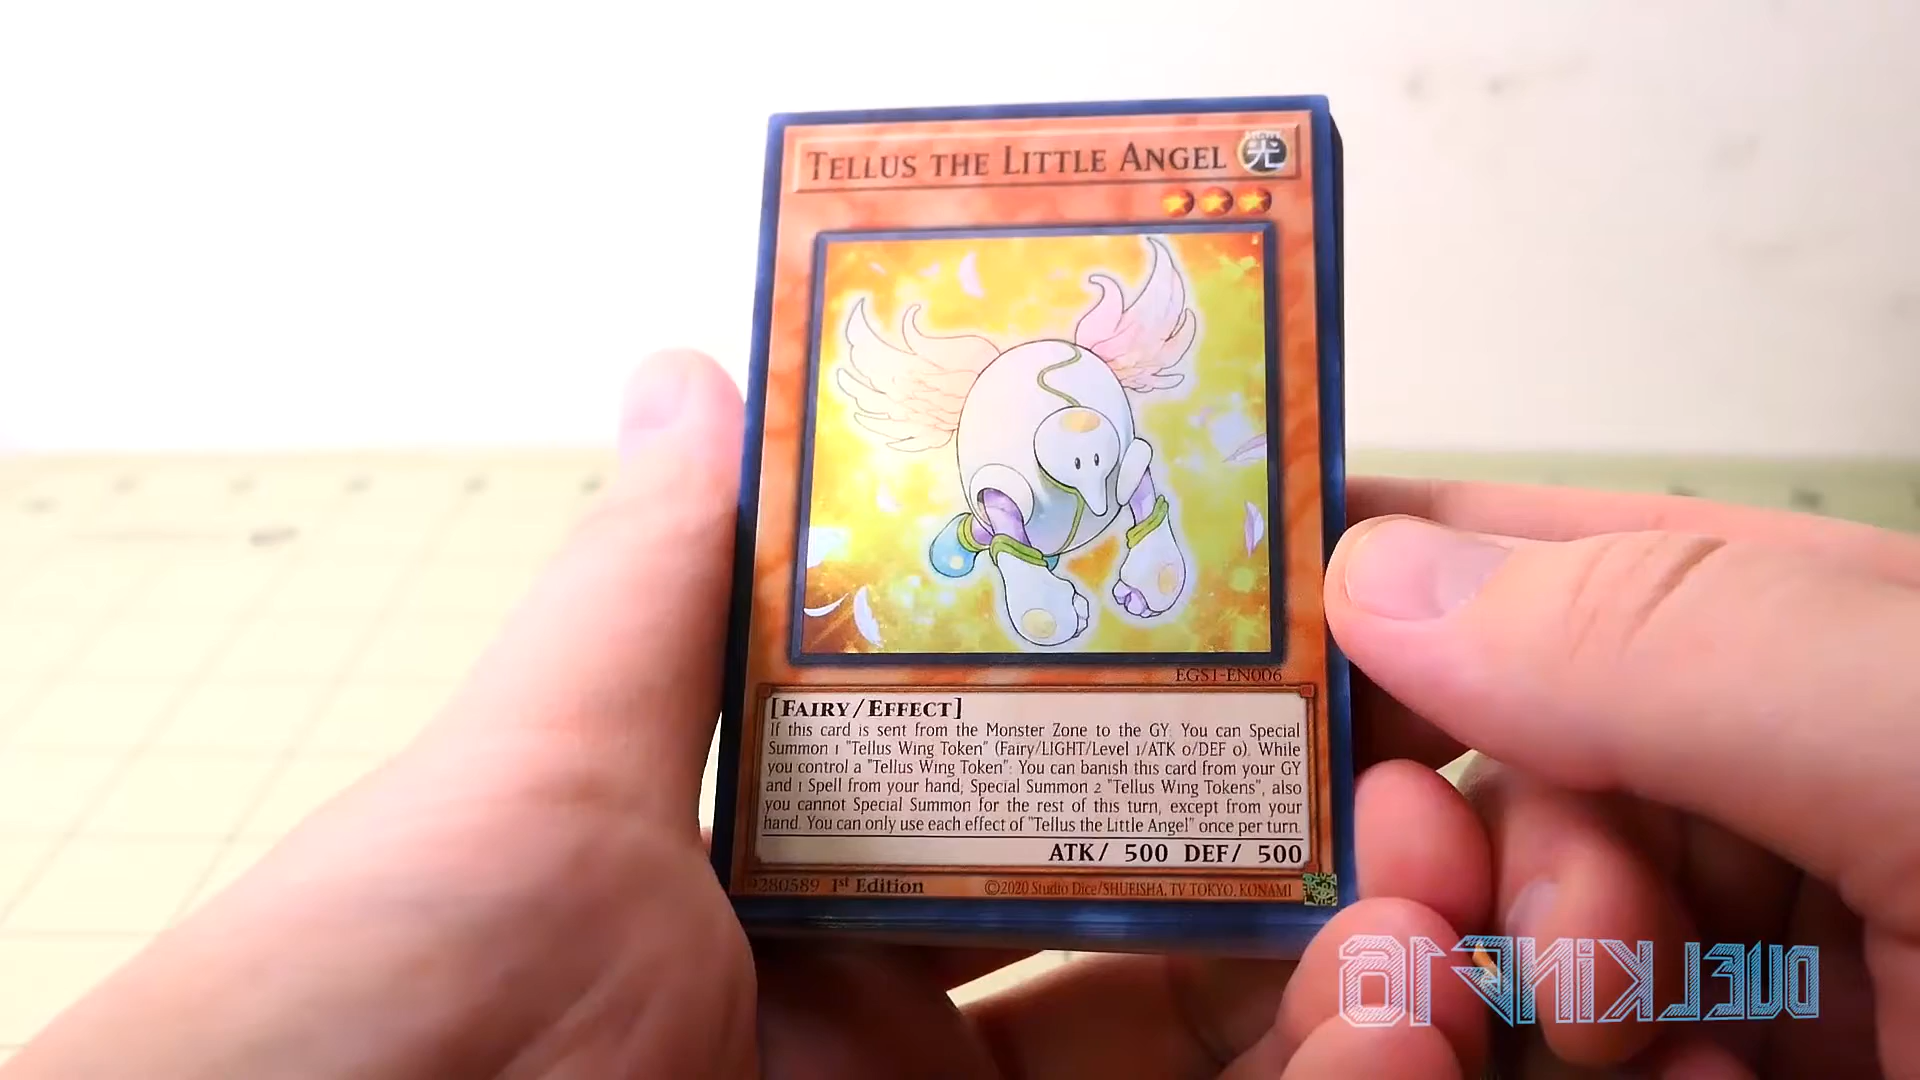 TELLUS THE LITTLE ANGEL
光
EGS1-EN006
[FAIRY/EFFECT]
If this card is sent from the Monster Zone to the GY: You can Special
Summon 1 "Tellus Wing Token" (Fairy/LIGHT/Level 1/ATK 0/DEF 0). While
you control a "Tellus Wing Token": You can banish this card from your GY
and 1 Spell from your hand; Special Summon 2 "Tellus Wing Tokens", also
you cannot Special Summon for the rest of this turn, except from your
hand. You can only use each effect of "Tellus the Little Angel" once per turn.
ATK/ 500 DEF/ 500
9280589 1st Edition ©2020 Studio Dice/SHUEISHA, TV TOKYO, KONAMI
DUELKING16